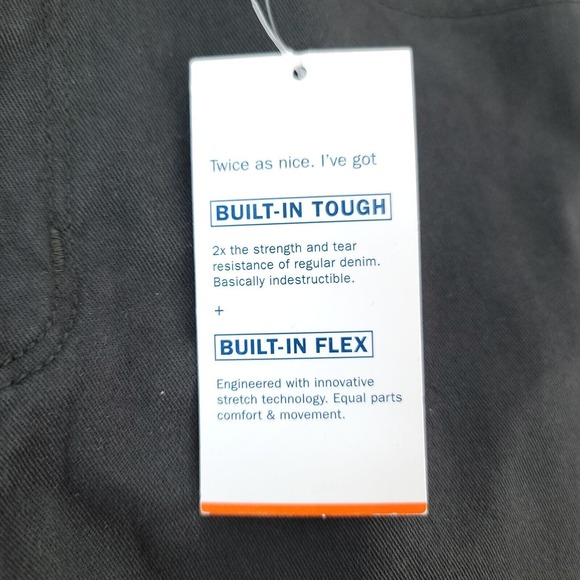 Twice as nice. I've got
BUILT-IN TOUGH
2x the strength and tear
resistance of regular denim.
Basically indestructible.
+
BUILT-IN FLEX
Engineered with innovative
stretch technology. Equal parts
comfort & movement.